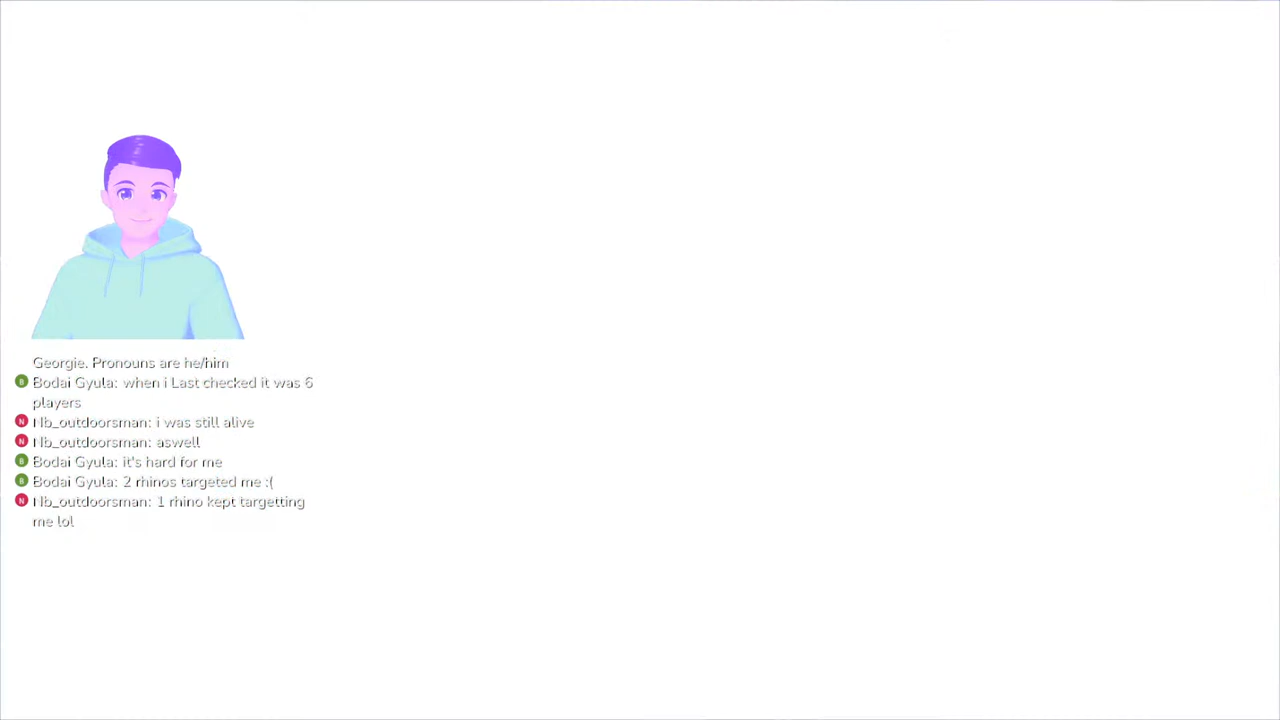 Georgie. Pronouns are he/him
B Bodai Gyula: when i Last checked it was 6
players
N Nb_outdoorsman: i was still alive
N Nb_outdoorsman: aswell
B Bodai Gyula: it's hard for me
B Bodai Gyula: 2 rhinos targeted me :(
N Nb_outdoorsman: 1 rhino kept targetting
me lol